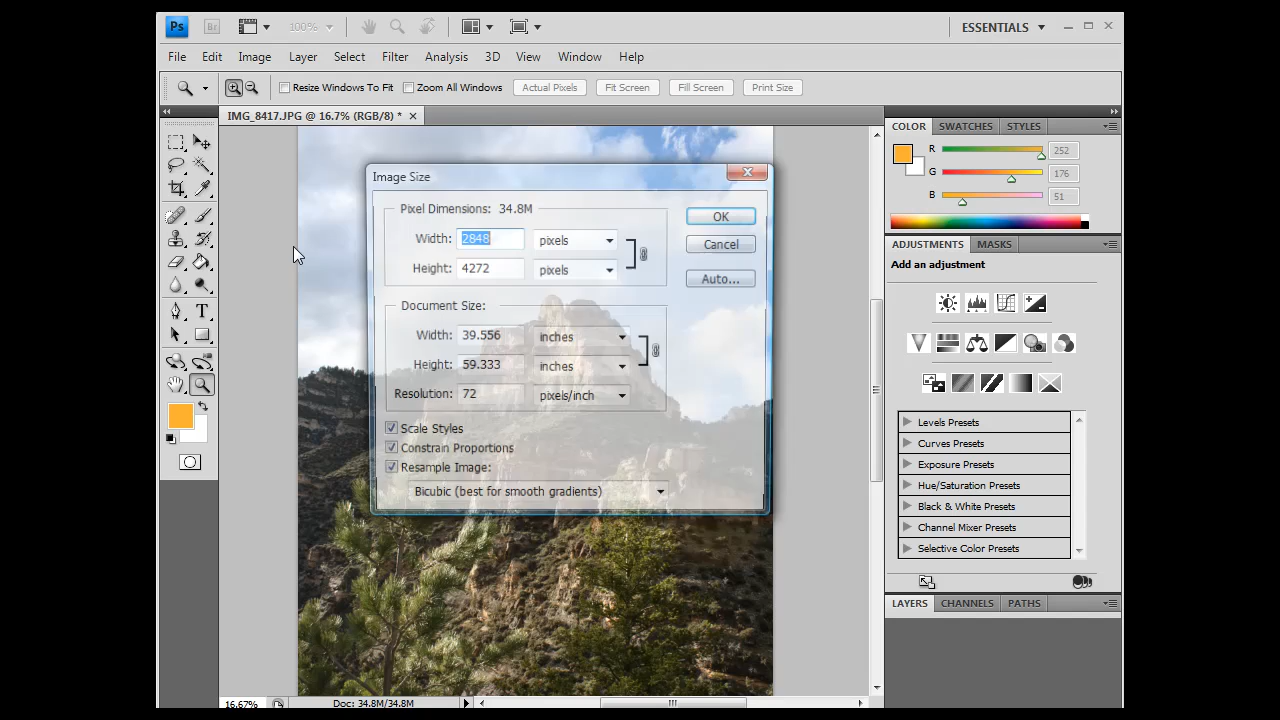 Ps Br 100% ESSENTIALS
File Edit Image Layer Select Filter Analysis 3D View Window Help
Resize Windows To Fit Zoom All Windows Actual Pixels Fit Screen Fill Screen Print Size
IMG_8417.JPG @ 16.7% (RGB/8) *
COLOR SWATCHES STYLES
R 252
G 176
B 51
Image Size
Pixel Dimensions: 34.8M
Width: 2848 pixels
Height: 4272 pixels
OK
Cancel
Auto...
Document Size:
Width: 39.556 inches
Height: 59.333 inches
Resolution: 72 pixels/inch
Scale Styles
Constrain Proportions
Resample Image:
Bicubic (best for smooth gradients)
ADJUSTMENTS MASKS
Add an adjustment
Levels Presets
Curves Presets
Exposure Presets
Hue/Saturation Presets
Black & White Presets
Channel Mixer Presets
Selective Color Presets
LAYERS CHANNELS PATHS
16.67% Doc: 34.8M/34.8M
T